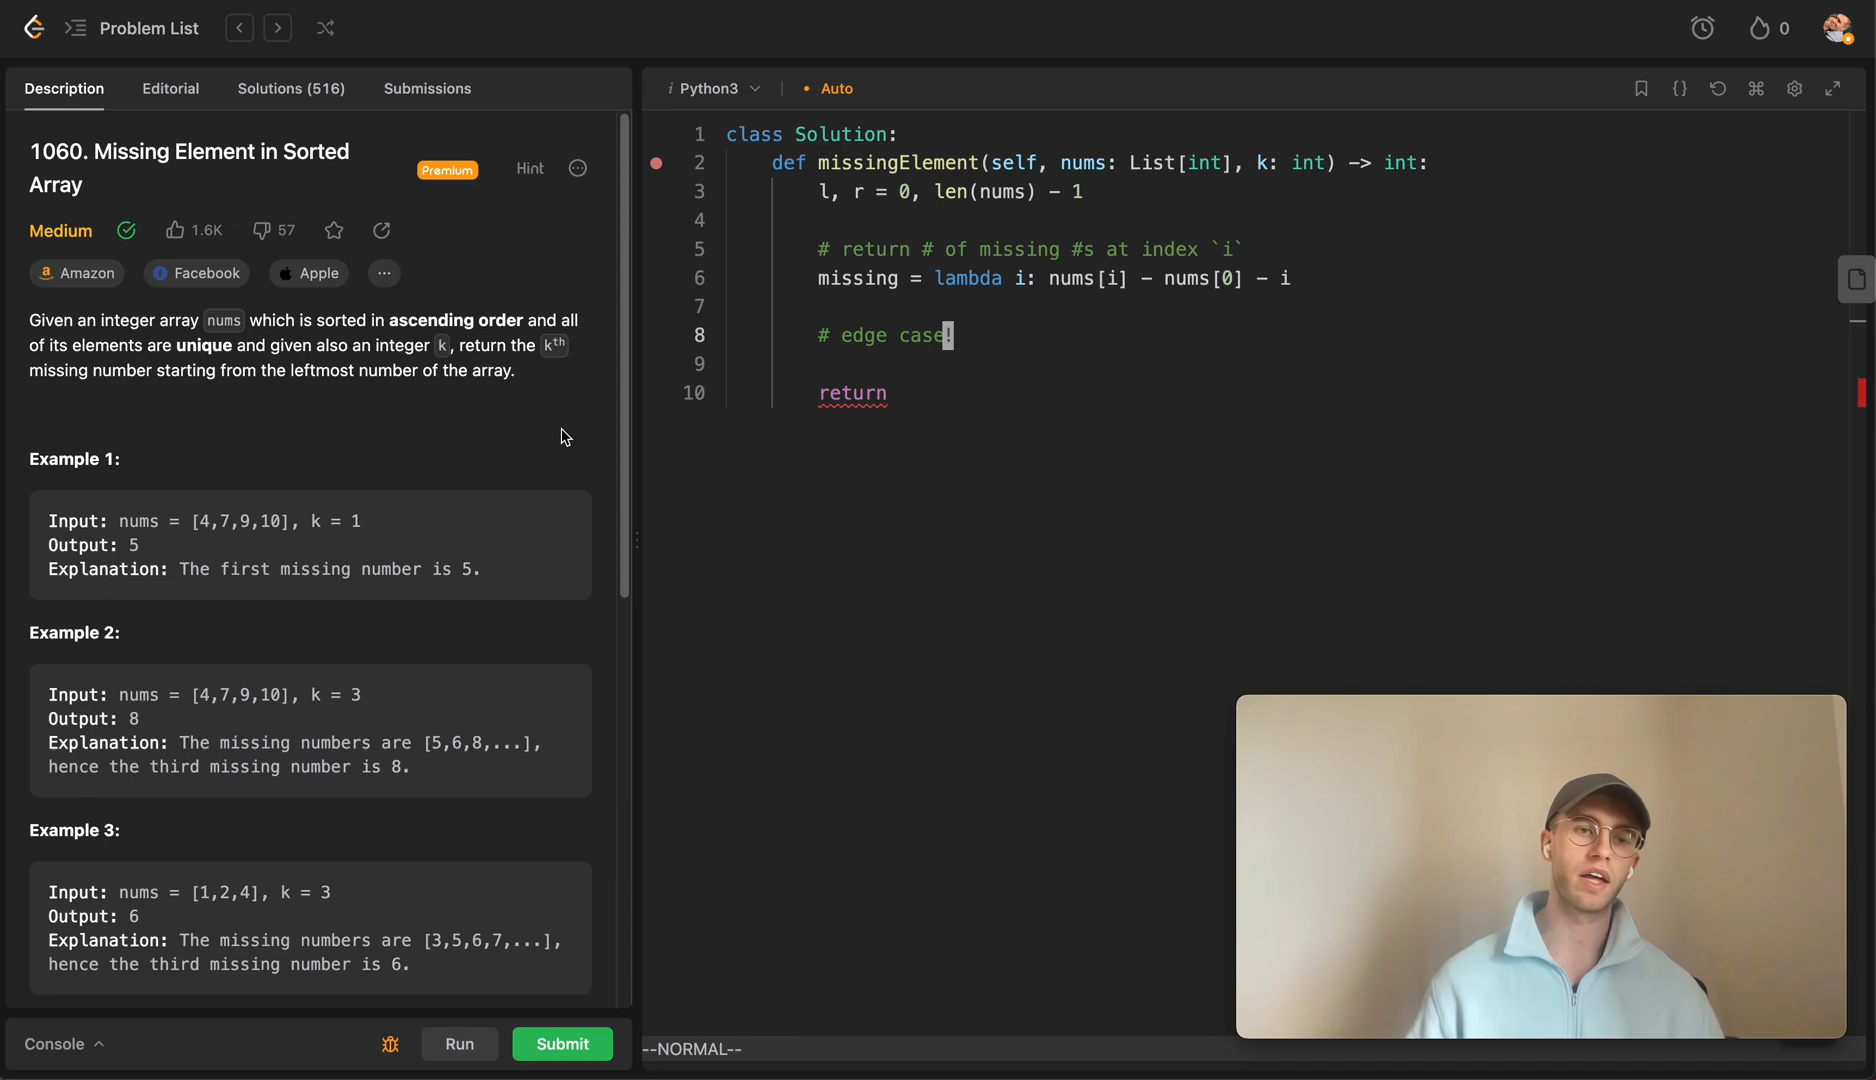 Problem List
0
Description Editorial Solutions (516) Submissions
1060. Missing Element in Sorted
Array
Premium
Hint
Medium 1.6K 57
Amazon Facebook Apple ...
Given an integer array nums which is sorted in ascending order and all
of its elements are unique and given also an integer k, return the kth
missing number starting from the leftmost number of the array.
Example 1:
Input: nums = [4,7,9,10], k = 1
Output: 5
Explanation: The first missing number is 5.
Example 2:
Input: nums = [4,7,9,10], k = 3
Output: 8
Explanation: The missing numbers are [5,6,8,...],
hence the third missing number is 8.
Example 3:
Input: nums = [1,2,4], k = 3
Output: 6
Explanation: The missing numbers are [3,5,6,7,...],
hence the third missing number is 6.
Console Run Submit
i Python3 • Auto
1 class Solution:
2 def missingElement(self, nums: List[int], k: int) -> int:
3 l, r = 0, len(nums) - 1
4
5 # return # of missing #s at index `i`
6 missing = lambda i: nums[i] - nums[0] - i
7
8 # edge case!
9
10 return
--NORMAL--